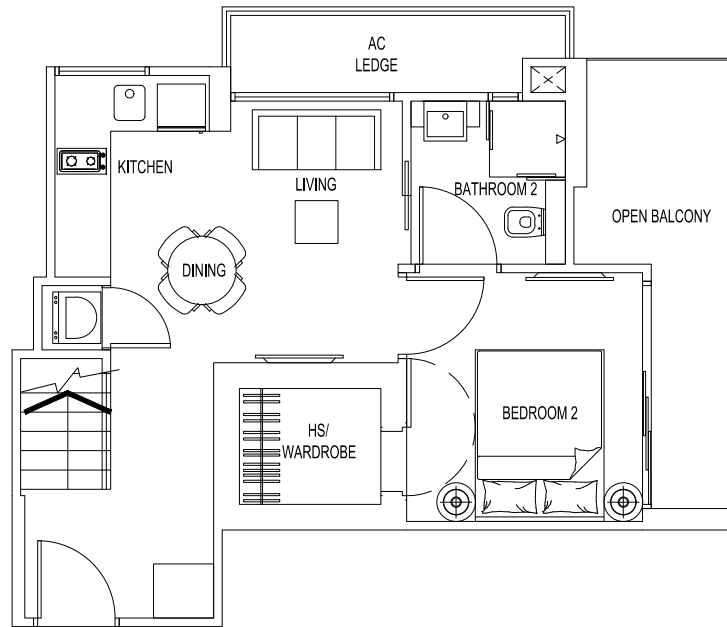 AC
LEDGE
KITCHEN
LIVING
BATHROOM 2
OPEN BALCONY
DINING
BEDROOM 2
HS/
WARDROBE